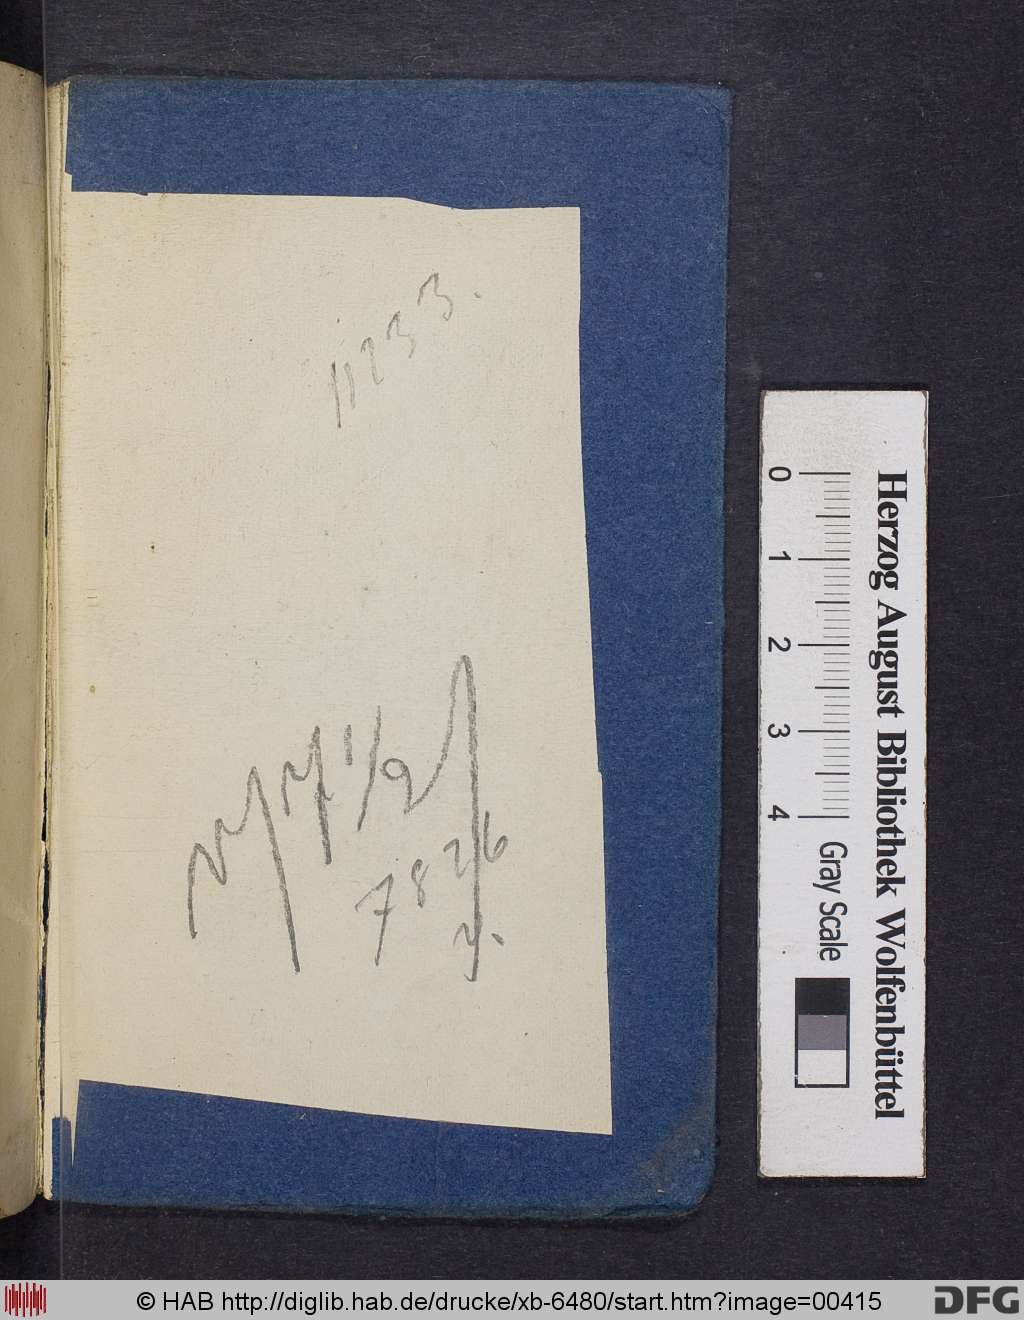 11233.
7826
Herzog August Bibliothek Wolfenbüttel
0 1 2 3 4 Gray Scale
© HAB http://diglib.hab.de/drucke/xb-6480/start.htm?image=00415
DFG